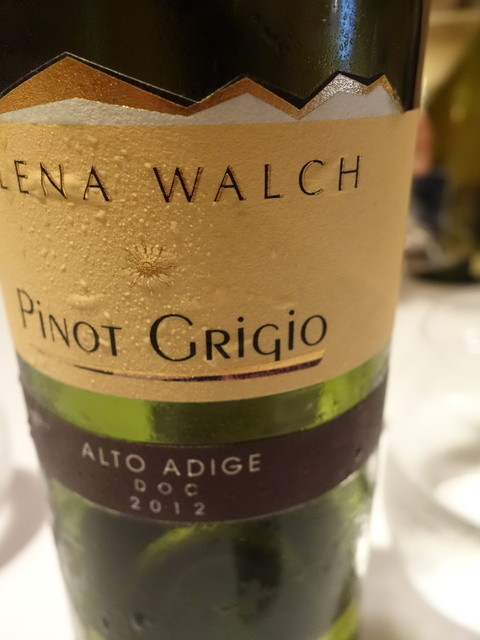 LENA WALCH
PINOT GRIGIO
ALTO ADIGE
DOC
2012